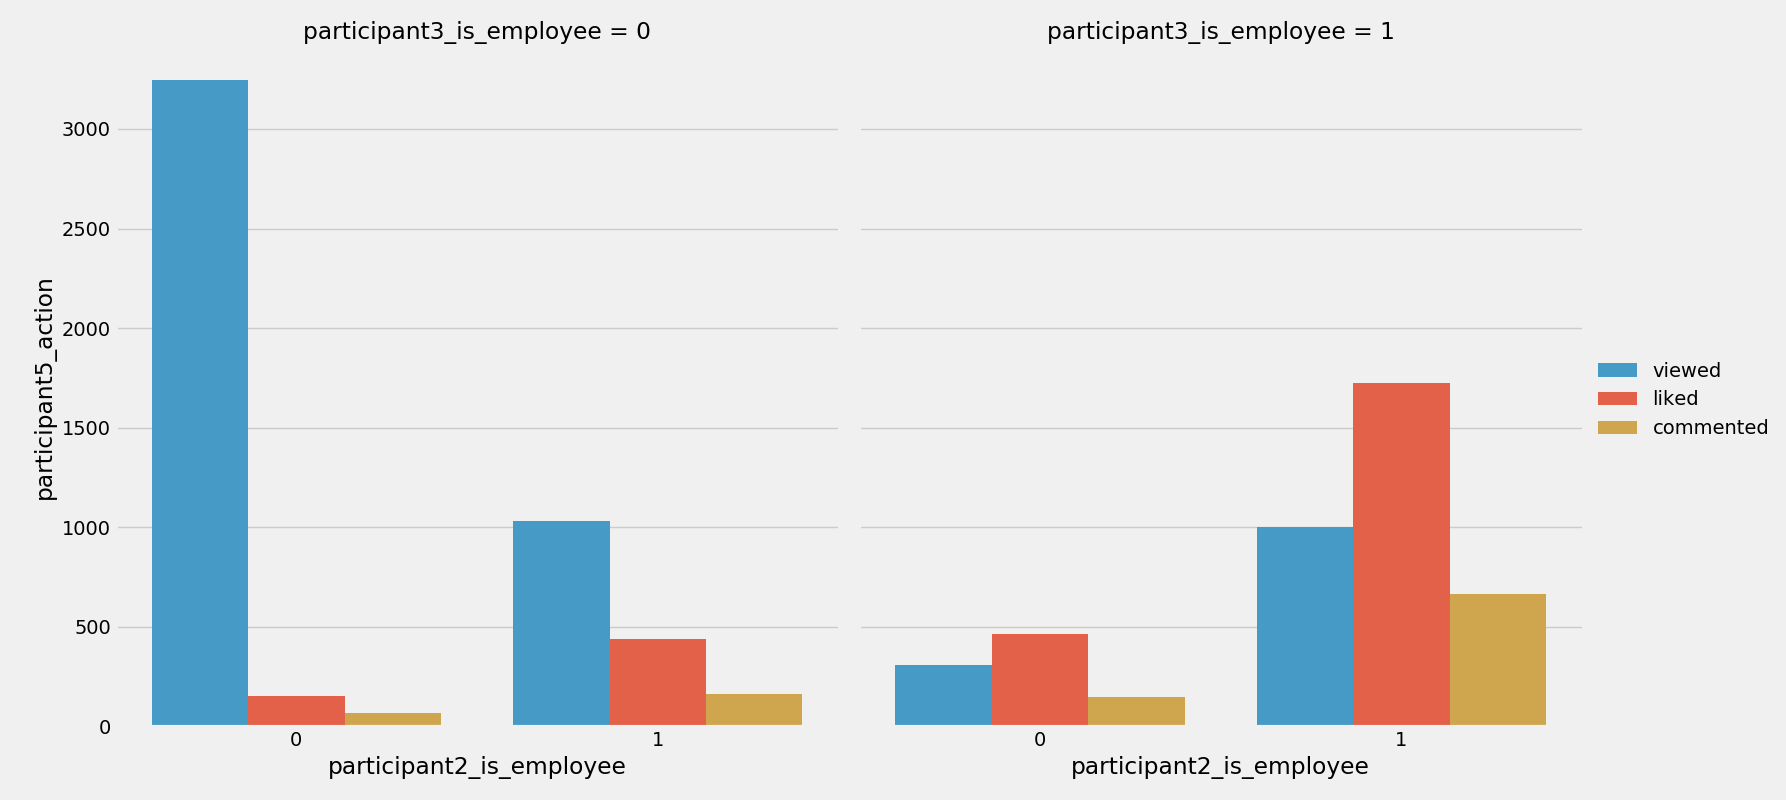 participant3_is_employee = 0
participant3_is_employee = 1
participant5_action
3000
2500
2000
1500
1000
500
0
0 1
participant2_is_employee
0 1
participant2_is_employee
viewed
liked
commented